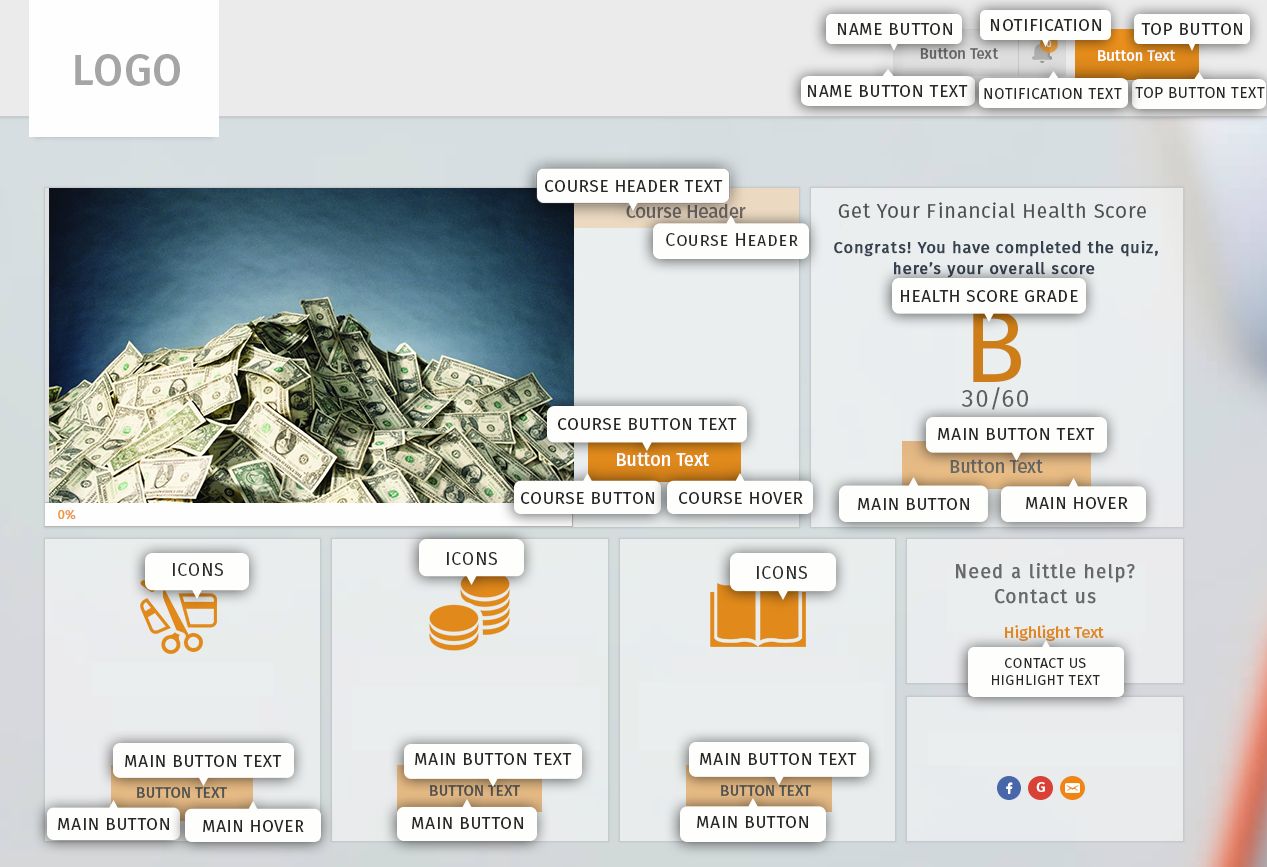 LOGO
NAME BUTTON
NOTIFICATION
TOP BUTTON
Button Text
Button Text
NAME BUTTON TEXT
NOTIFICATION TEXT
TOP BUTTON TEXT
COURSE HEADER TEXT
Course Header
COURSE HEADER
COURSE BUTTON TEXT
Button Text
COURSE BUTTON
COURSE HOVER
0%
Get Your Financial Health Score
Congrats! You have completed the quiz,
here's your overall score
HEALTH SCORE GRADE
B
30/60
MAIN BUTTON TEXT
Button Text
MAIN BUTTON
MAIN HOVER
ICONS
MAIN BUTTON TEXT
BUTTON TEXT
MAIN BUTTON
MAIN HOVER
ICONS
MAIN BUTTON TEXT
BUTTON TEXT
MAIN BUTTON
ICONS
MAIN BUTTON TEXT
BUTTON TEXT
MAIN BUTTON
Need a little help?
Contact us
Highlight Text
CONTACT US
HIGHLIGHT TEXT
f
G